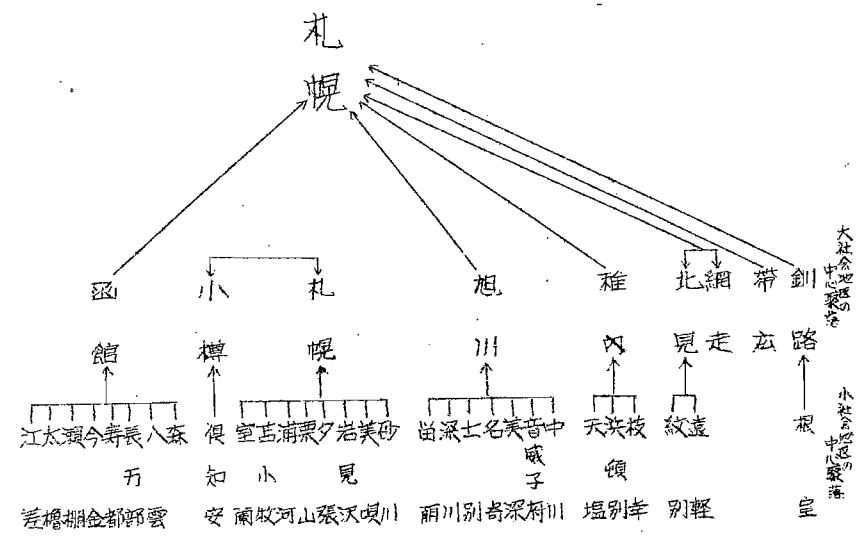 札幌
函館
小樽
札幌
旭川
稚内
北見
網走
帯広
釧路
大社会地区の
中心聚落
江差
太櫓
瀬棚
今金
寿都
長万部
八雲
森
倶知安
室蘭
苫小牧
浦河
栗山
夕張
岩見沢
美唄
砂川
留萌
深川
士別
名寄
美深
音威子府
中川
天塩
浜頓別
枝幸
紋別
遠軽
根室
小社会地区の
中心聚落